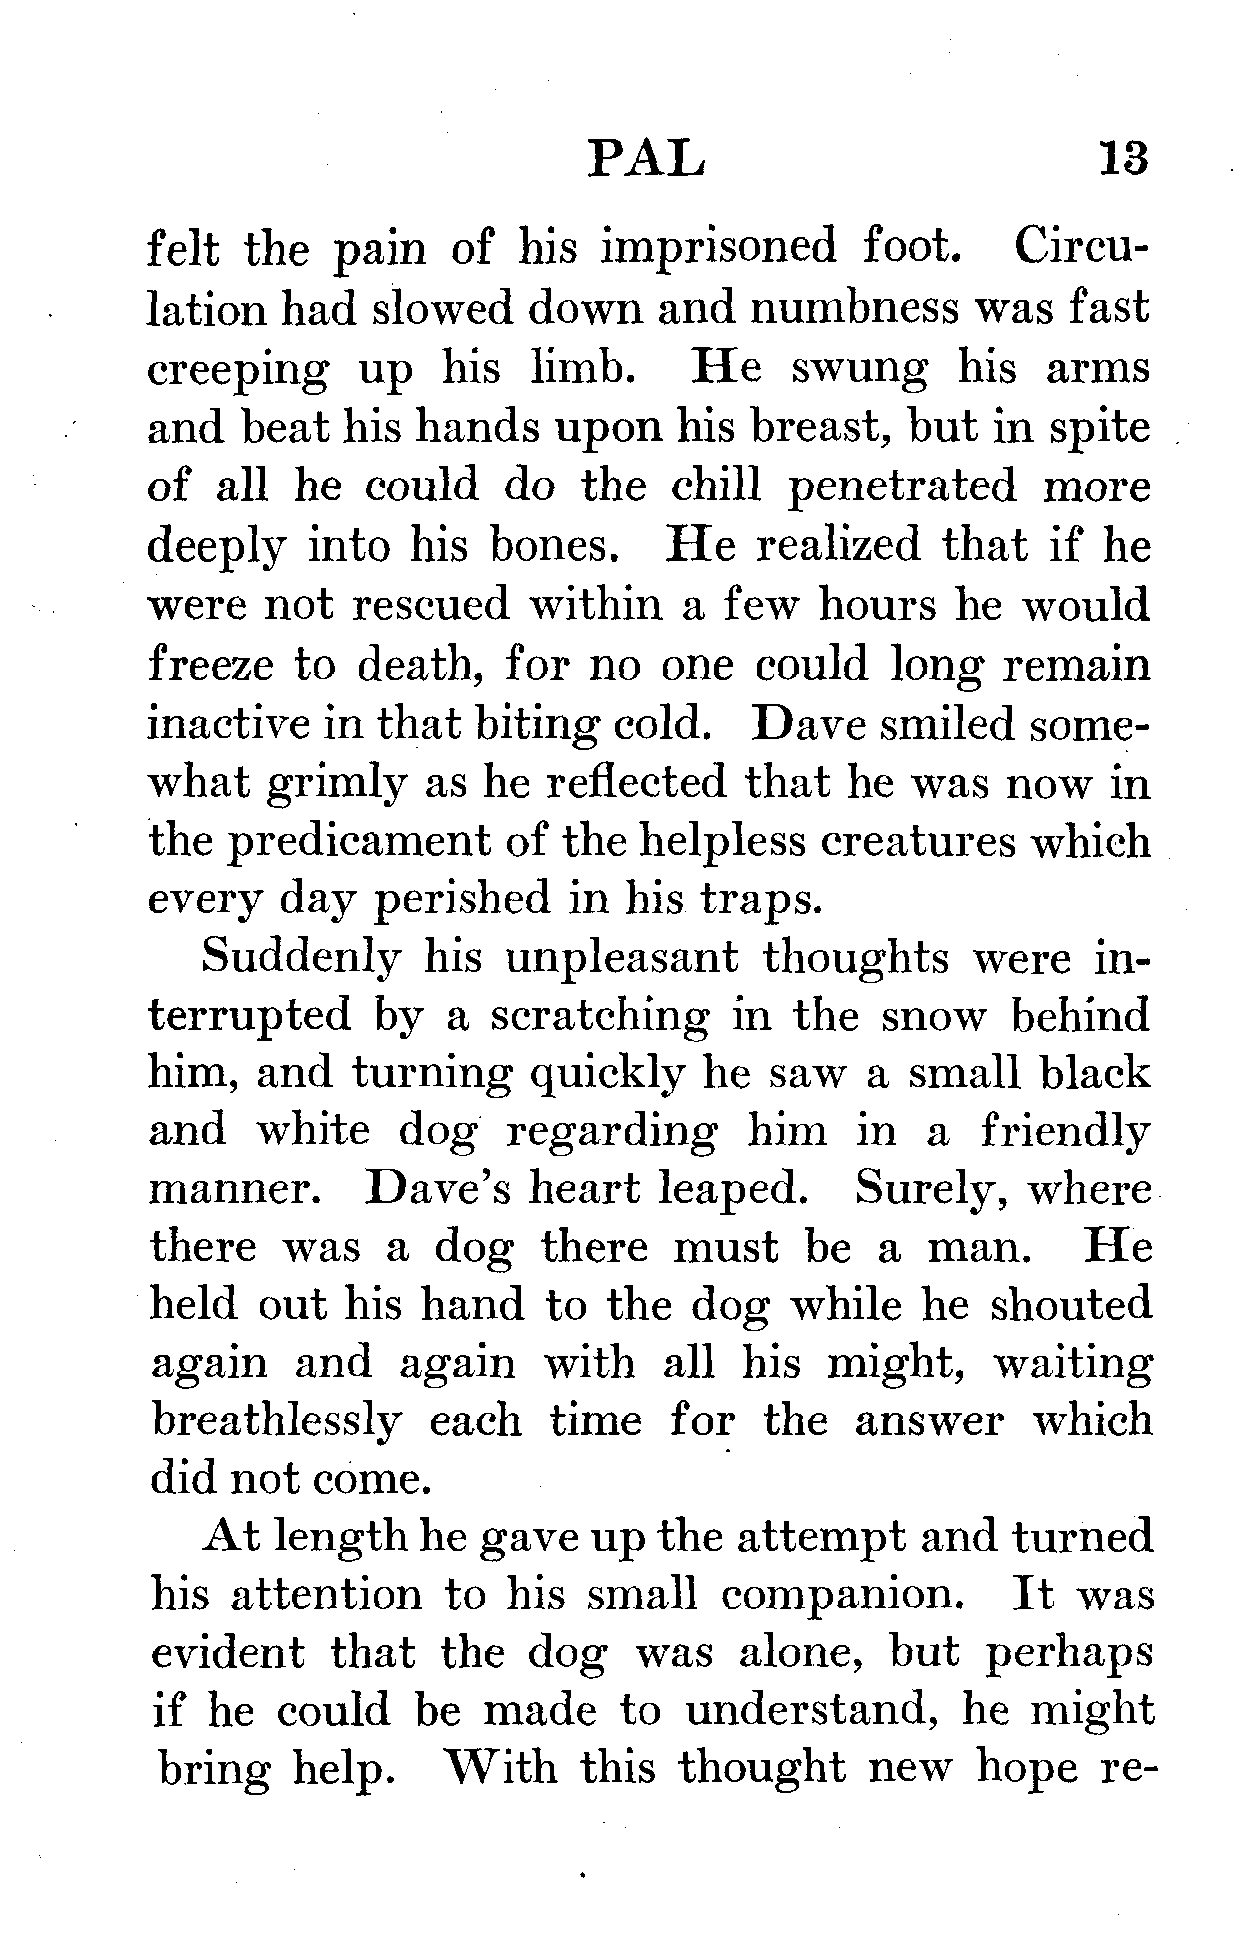 PAL 13
felt the pain of his imprisoned foot. Circu-
lation had slowed down and numbness was fast
creeping up his limb. He swung his arms
and beat his hands upon his breast, but in spite
of all he could do the chill penetrated more
deeply into his bones. He realized that if he
were not rescued within a few hours he would
freeze to death, for no one could long remain
inactive in that biting cold. Dave smiled some-
what grimly as he reflected that he was now in
the predicament of the helpless creatures which
every day perished in his traps.
Suddenly his unpleasant thoughts were in-
terrupted by a scratching in the snow behind
him, and turning quickly he saw a small black
and white dog regarding him in a friendly
manner. Dave's heart leaped. Surely, where
there was a dog there must be a man. He
held out his hand to the dog while he shouted
again and again with all his might, waiting
breathlessly each time for the answer which
did not come.
At length he gave up the attempt and turned
his attention to his small companion. It was
evident that the dog was alone, but perhaps
if he could be made to understand, he might
bring help. With this thought new hope re-